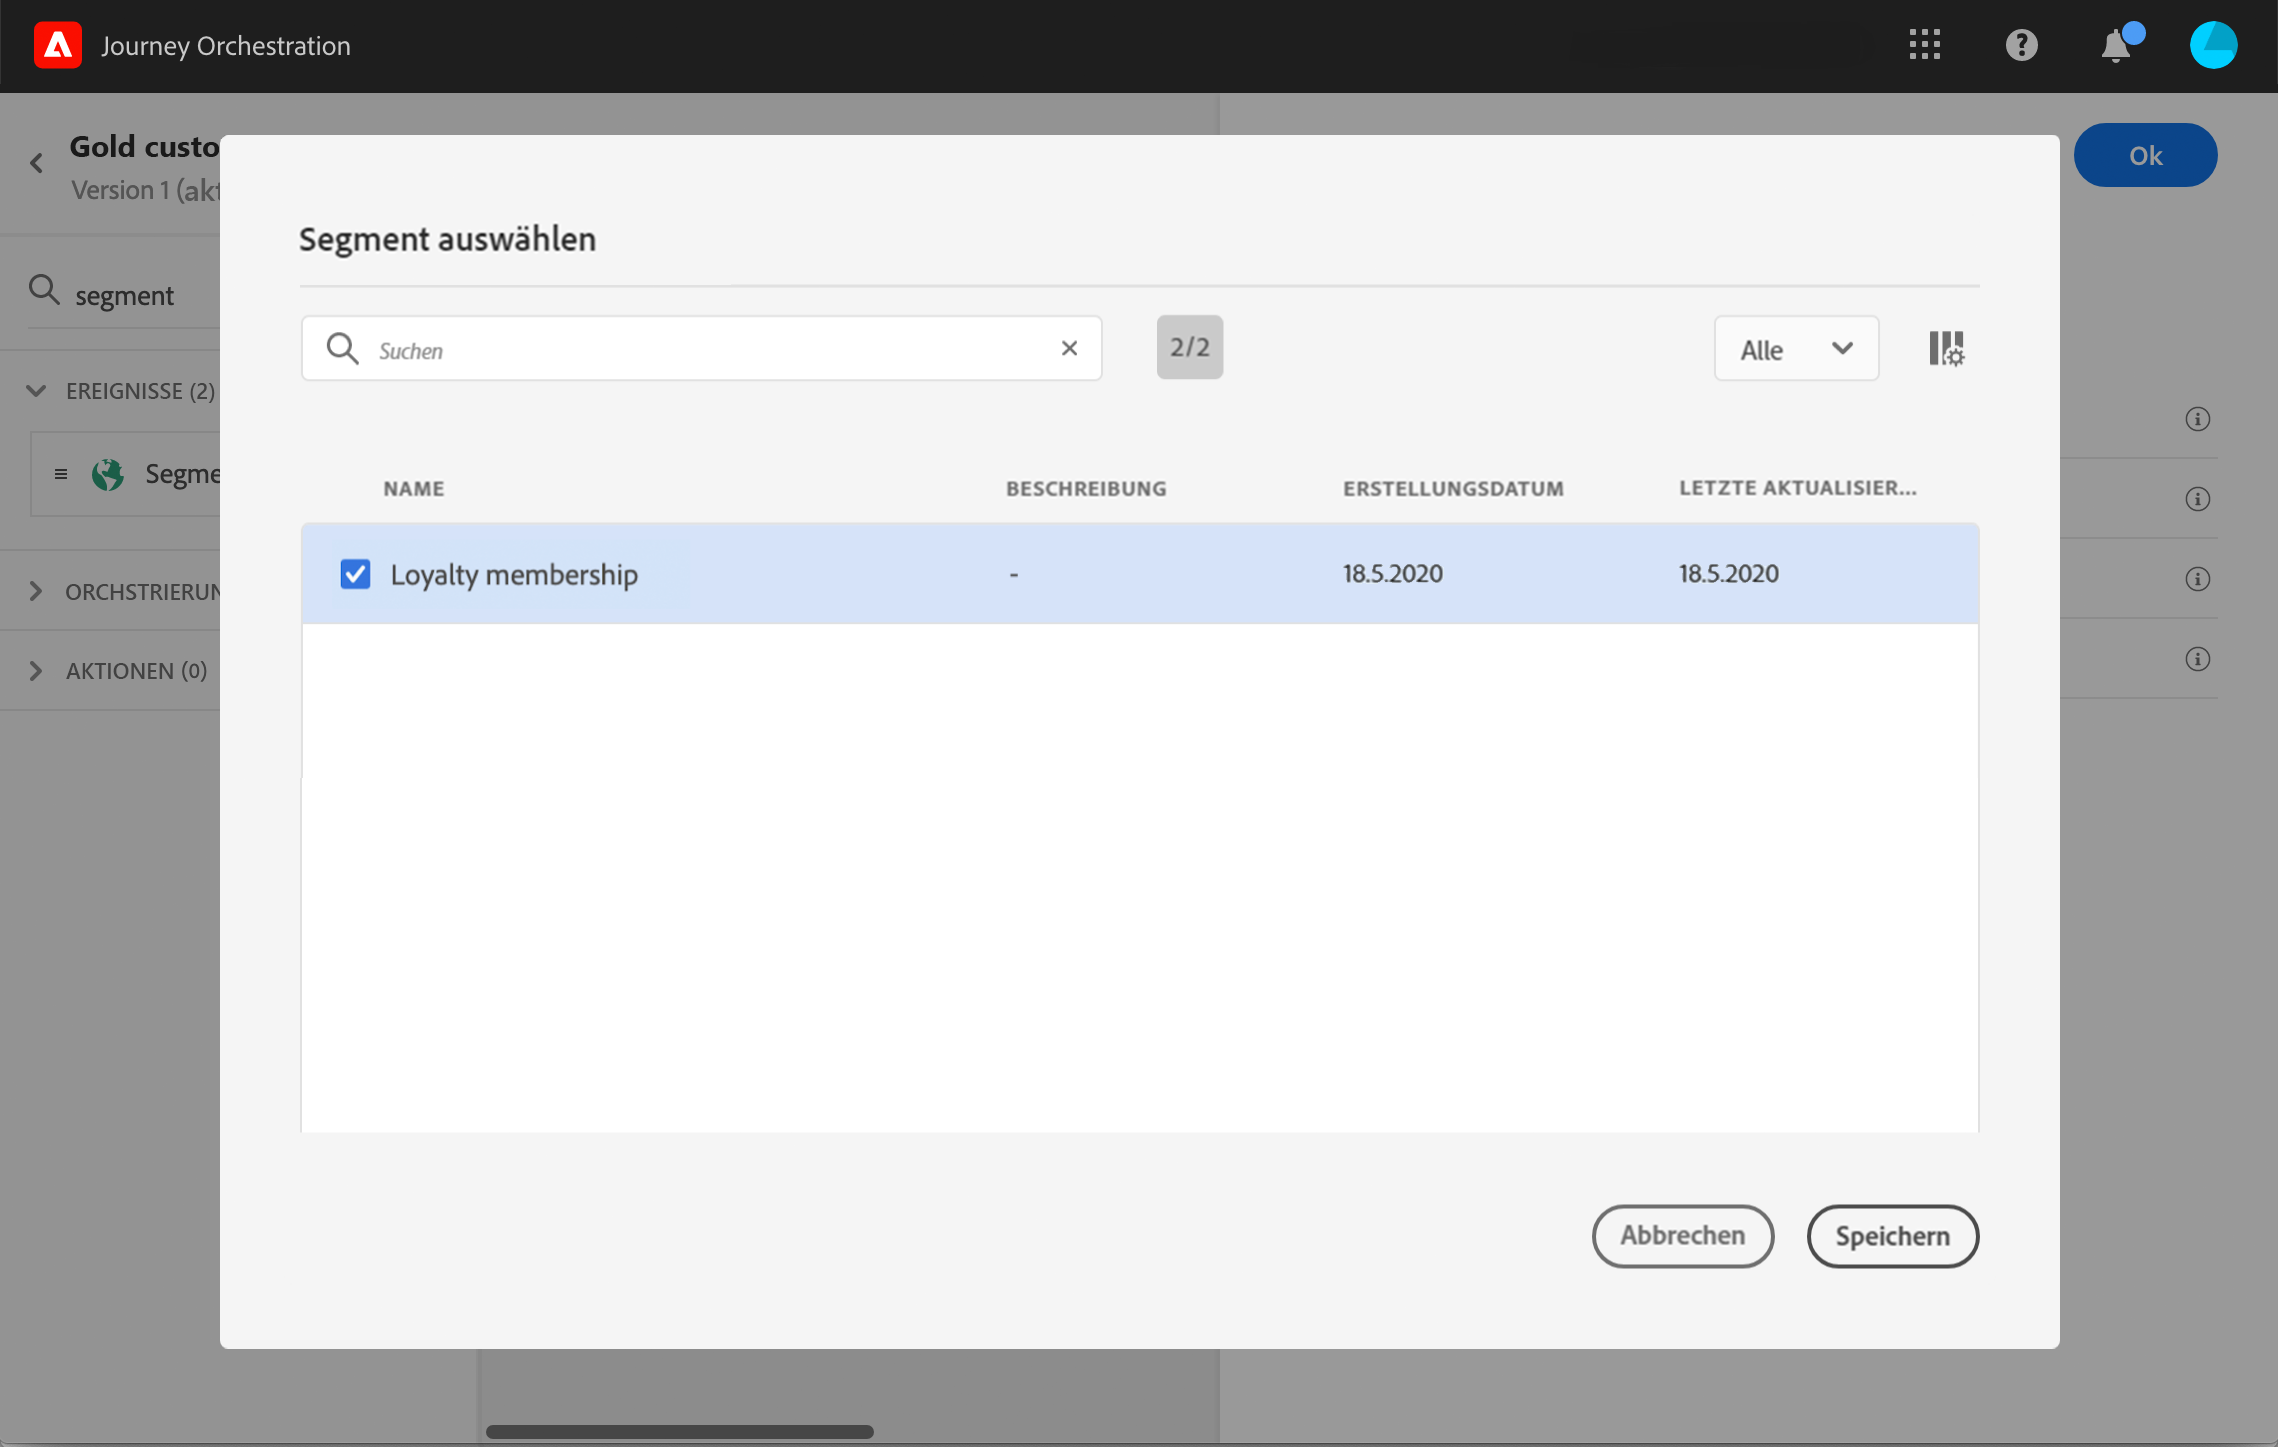 Journey Orchestration
Gold custo
Version 1 (akt
Ok
segment
EREIGNISSE (2)
Segme
ORCHSTRIERUN
AKTIONEN (0)
Segment auswählen
Suchen
2/2
Alle
NAME BESCHREIBUNG ERSTELLUNGSDATUM LETZTE AKTUALISIER...
Loyalty membership - 18.5.2020 18.5.2020
Abbrechen Speichern